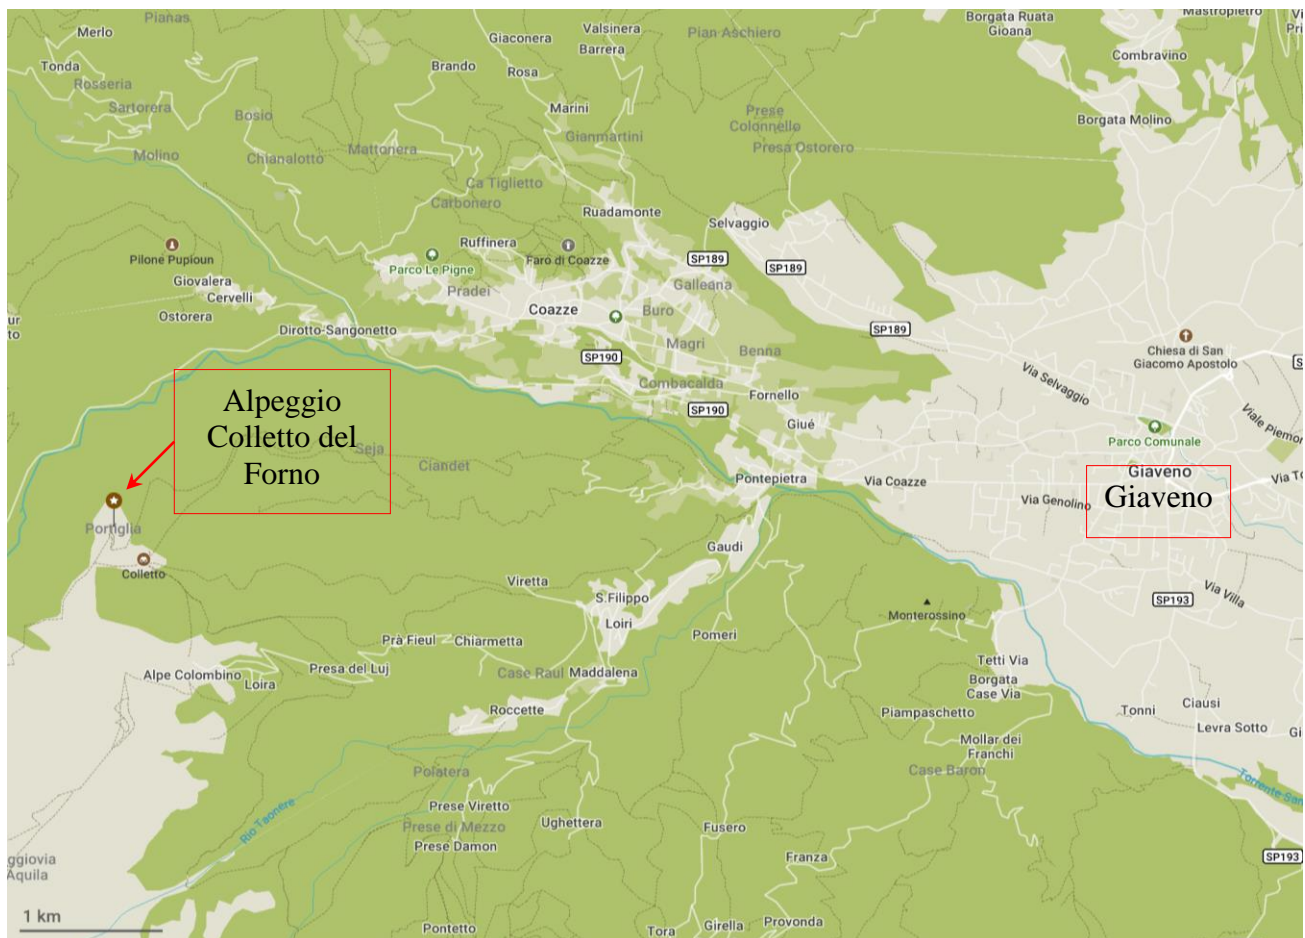 Pianas
Merlo
Tonda
Rosseria
Sartorera
Bosio
Molino
Chianalotto
Mattonera
Giaconera
Valsinera
Barrera
Brando
Rosa
Marini
Gianmartini
Pian Aschiero
Prese
Colonnello
Presa Ostorero
Borgata Ruata
Gioana
Mastropietro
Combravino
Borgata Molino
Ca Tiglietto
Carbonero
Ruadamonte
Selvaggio
Ruffinera
Faro di Coazze
Parco Le Pigne
Pradei
Pilone Pupioun
Giovalera
Cervelli
Ostorera
Dirotto-Sangonetto
Coazze
SP189
SP189
SP189
Galleana
Buro
Magri
Benna
SP190
Combacalda
SP190
Fornello
Giué
Chiesa di San
Giacomo Apostolo
Via Selvaggio
Parco Comunale
Giaveno
Giaveno
Via Coazze
Via Genolino
Alpeggio
Colletto del
Forno
Seja
Ciandet
Pontepietra
Portiglia
Colletto
Gaudi
Viretta
S.Filippo
Loiri
Monterossino
SP193
Via Villa
Prà Fieul
Chiarmetta
Pomeri
Alpe Colombino
Loira
Presa del Luj
Case Raul
Maddalena
Tetti Via
Borgata
Case Via
Roccette
Piampaschetto
Tonni
Ciausi
Levra Sotto
Mollar dei
Franchi
Case Baron
Polatera
Rio Taonere
Prese Viretto
Prese di Mezzo
Prese Damon
Ughettera
Fusero
Franza
SP193
Aquila
1 km
Pontetto
Tora
Girella
Provonda